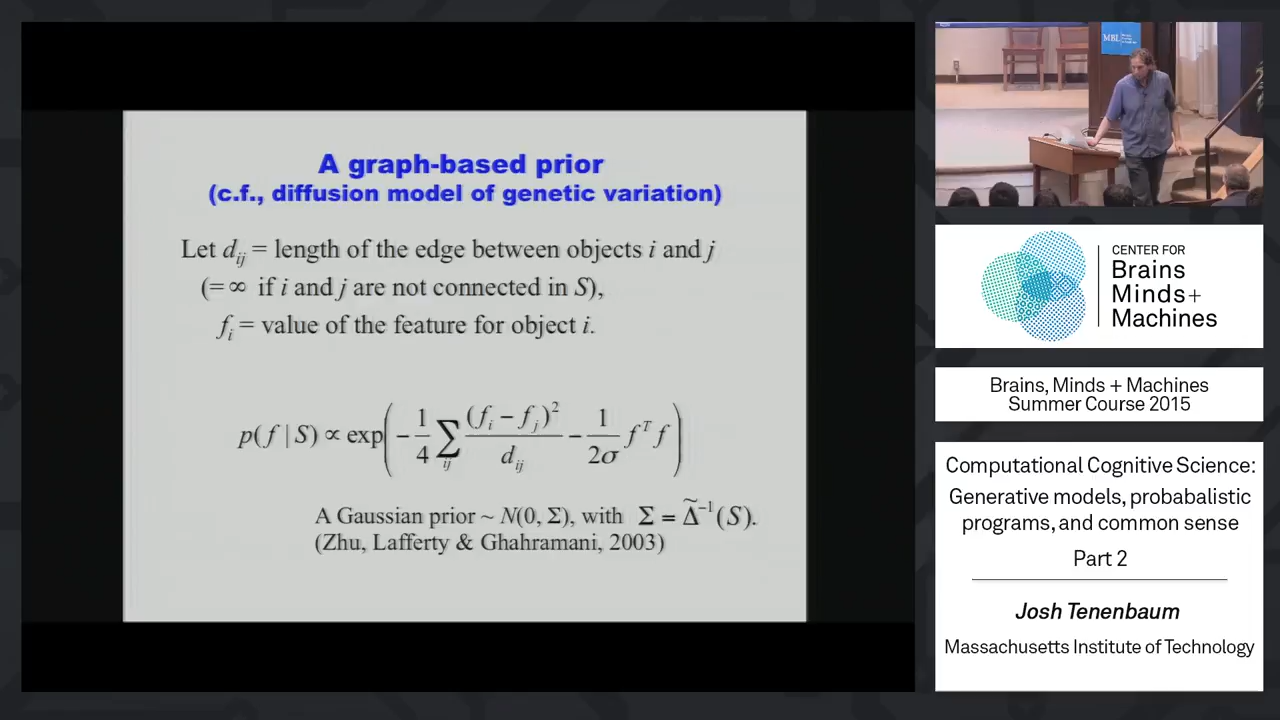 A graph-based prior
(c.f., diffusion model of genetic variation)
Let d_ij = length of the edge between objects i and j
(= ∞ if i and j are not connected in S),
f_i = value of the feature for object i.
p(f | S) ∝ exp(−1/4 ∑_ij (f_i − f_j)²/d_ij − 1/2σ f^T f)
A Gaussian prior ~ N(0, Σ), with Σ = Δ̃⁻¹(S).
(Zhu, Lafferty & Ghahramani, 2003)
MBL
CENTER FOR
Brains
Minds+
Machines
Brains, Minds + Machines
Summer Course 2015
Computational Cognitive Science:
Generative models, probabalistic
programs, and common sense
Part 2
Josh Tenenbaum
Massachusetts Institute of Technology